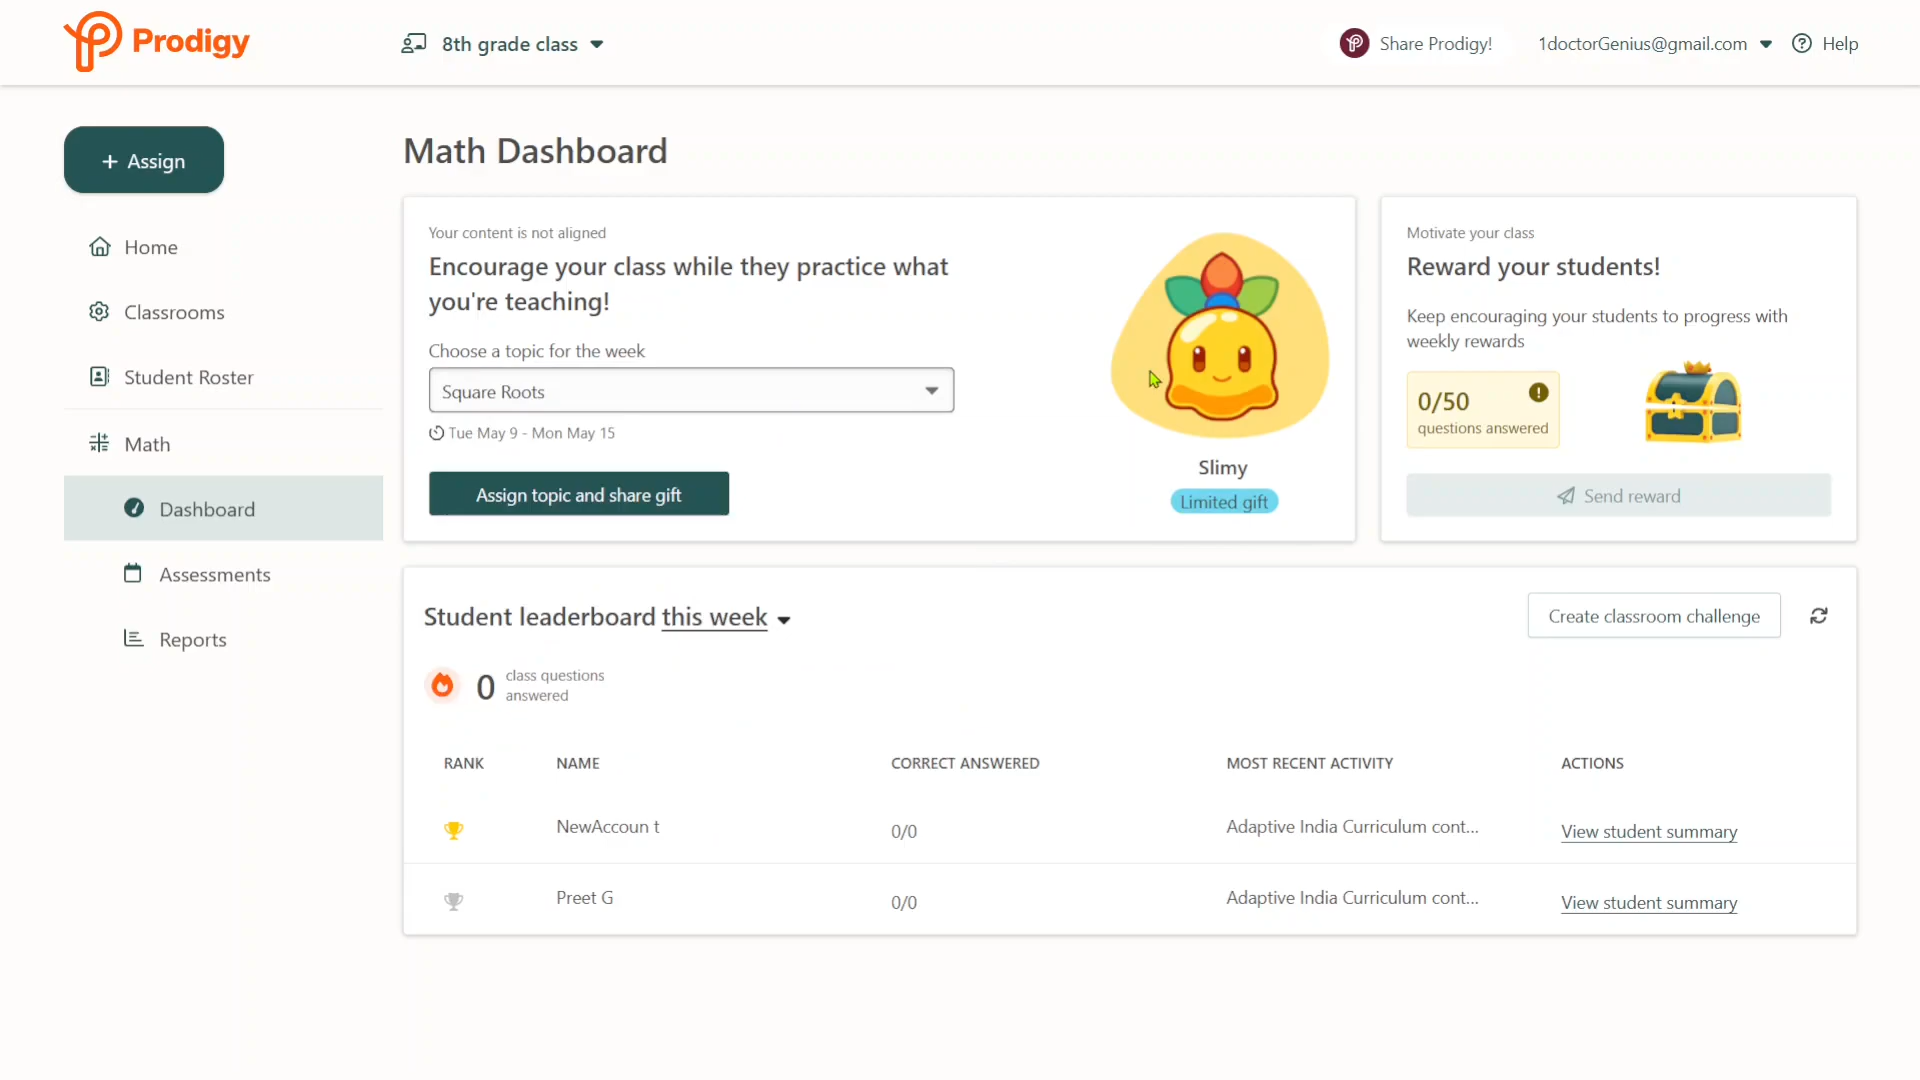 Prodigy
8th grade class
Share Prodigy!
1doctorGenius@gmail.com
Help
+ Assign
Home
Classrooms
Student Roster
Math
Dashboard
Assessments
Reports
Math Dashboard
Your content is not aligned
Encourage your class while they practice what
you're teaching!
Choose a topic for the week
Square Roots
Tue May 9 - Mon May 15
Assign topic and share gift
Slimy
Limited gift
Motivate your class
Reward your students!
Keep encouraging your students to progress with
weekly rewards
0/50
questions answered
Send reward
Student leaderboard this week
Create classroom challenge
0 class questions
answered
RANK NAME CORRECT ANSWERED MOST RECENT ACTIVITY ACTIONS
NewAccoun t 0/0 Adaptive India Curriculum cont... View student summary
Preet G 0/0 Adaptive India Curriculum cont... View student summary